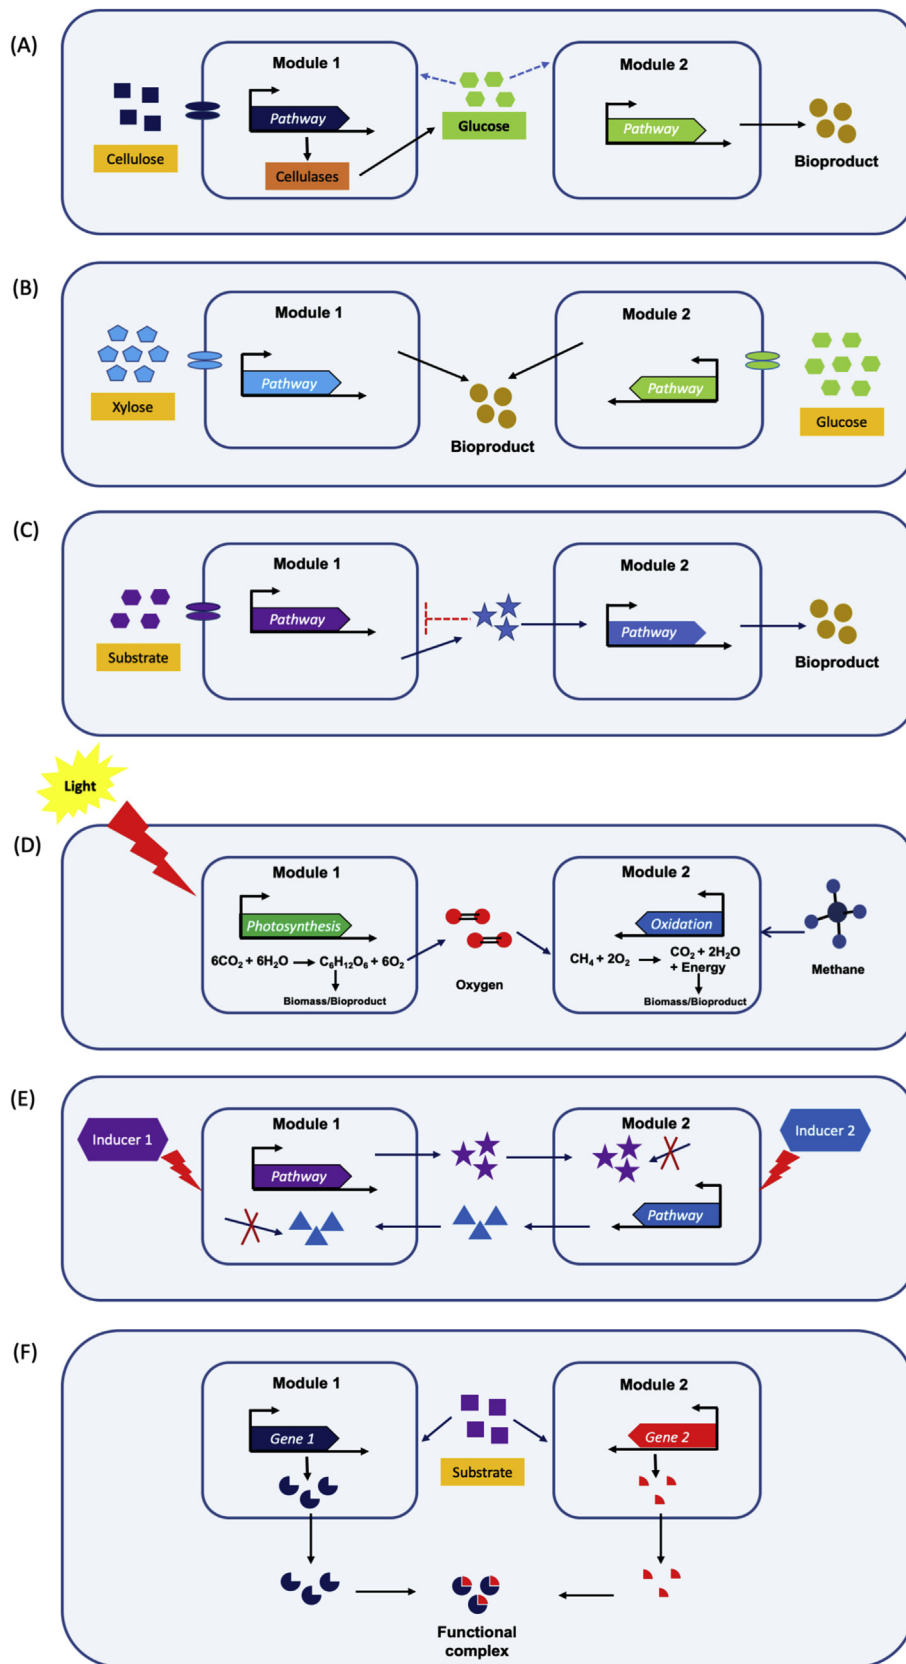 (A)
Module 1
Module 2
Pathway
Pathway
Cellulose
Cellulases
Glucose
Bioproduct
(B)
Module 1
Module 2
Pathway
Pathway
Xylose
Bioproduct
Glucose
(C)
Module 1
Module 2
Pathway
Pathway
Substrate
Bioproduct
Light
(D)
Module 1
Module 2
Photosynthesis
Oxidation
6CO₂ + 6H₂O → C₆H₁₂O₆ + 6O₂
Biomass/Bioproduct
Oxygen
CH₄ + 2O₂ → CO₂ + 2H₂O
+ Energy
Biomass/Bioproduct
Methane
(E)
Inducer 1
Module 1
Module 2
Inducer 2
Pathway
Pathway
(F)
Module 1
Module 2
Gene 1
Gene 2
Substrate
Functional
complex